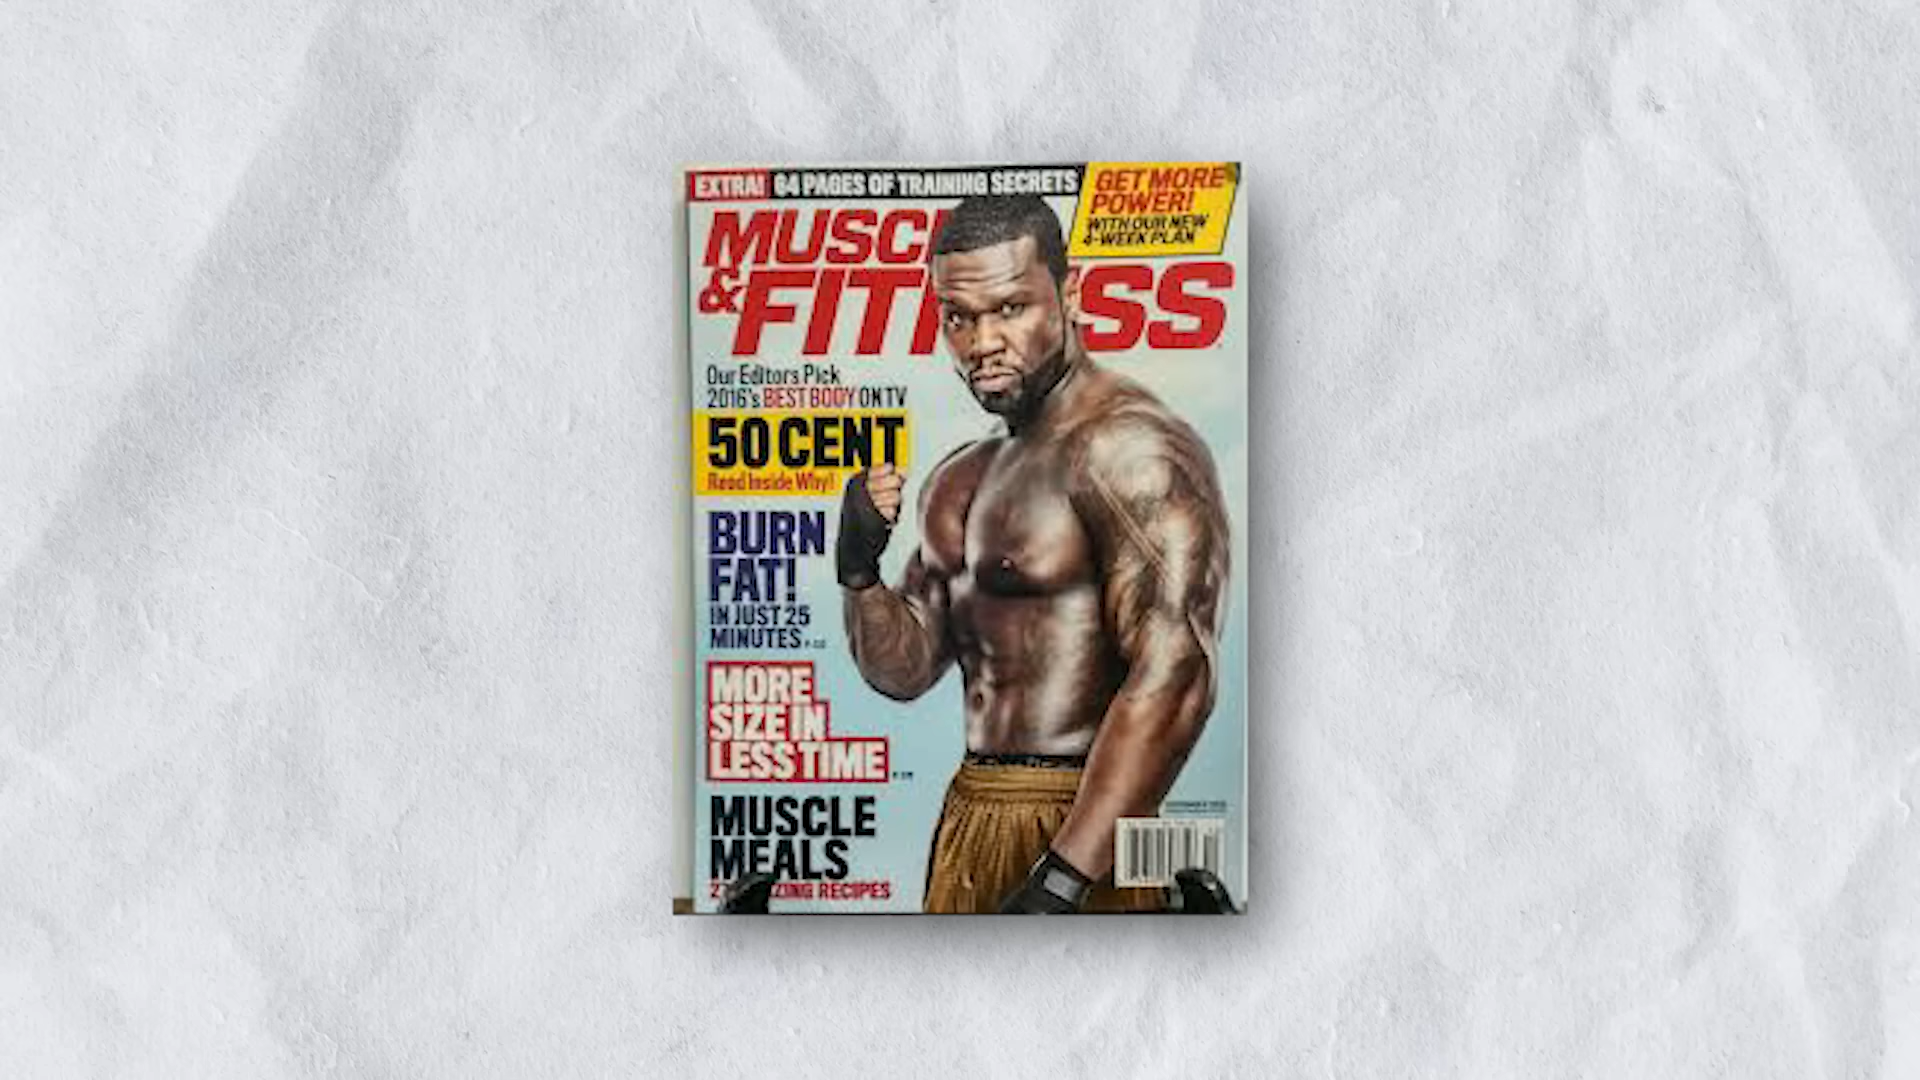 EXTRA! 64 PAGES OF TRAINING SECRETS
GET MORE
POWER!
WITH OUR NEW
4-WEEK PLAN
MUSC
& FIT SS
Our Editors Pick
2016's BEST BODY ON TV
50 CENT
Read Inside Why!
BURN
FAT!
IN JUST 25
MINUTES
MORE
SIZE IN
LESS TIME
MUSCLE
MEALS
RECIPES